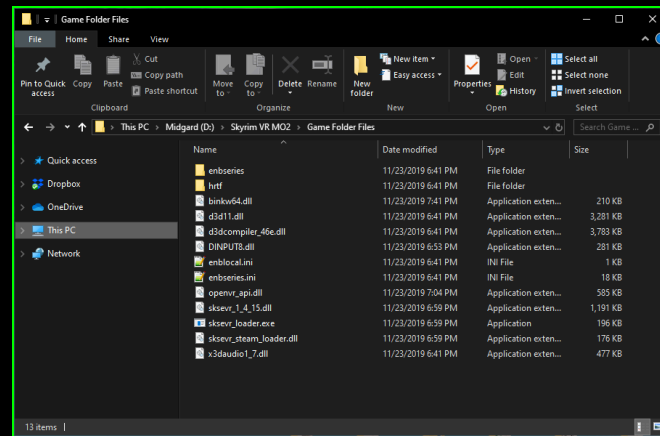 Game Folder Files
File Home Share View
Pin to Quick access
Copy
Paste
Cut
Copy path
Paste shortcut
Clipboard
Move to
Copy to
Delete
Rename
Organize
New folder
New item
Easy access
New
Properties
Open
Edit
History
Open
Select all
Select none
Invert selection
Select
This PC > Midgard (D:) > Skyrim VR MO2 > Game Folder Files
Search Game ...
Quick access
Dropbox
OneDrive
This PC
Network
Name Date modified Type Size
enbseries 11/23/2019 6:41 PM File folder
hrtf 11/23/2019 6:41 PM File folder
binkw64.dll 11/23/2019 7:41 PM Application exten... 210 KB
d3d11.dll 11/23/2019 6:41 PM Application exten... 3,281 KB
d3dcompiler_46e.dll 11/23/2019 6:41 PM Application exten... 3,783 KB
DINPUT8.dll 11/23/2019 6:53 PM Application exten... 281 KB
enblocal.ini 11/23/2019 6:41 PM INI File 1 KB
enbseries.ini 11/23/2019 6:41 PM INI File 18 KB
openvr_api.dll 11/23/2019 7:04 PM Application exten... 585 KB
sksevr_1_4_15.dll 11/23/2019 6:59 PM Application exten... 1,191 KB
sksevr_loader.exe 11/23/2019 6:59 PM Application 196 KB
sksevr_steam_loader.dll 11/23/2019 6:59 PM Application exten... 176 KB
x3daudio1_7.dll 11/23/2019 6:41 PM Application exten... 477 KB
13 items